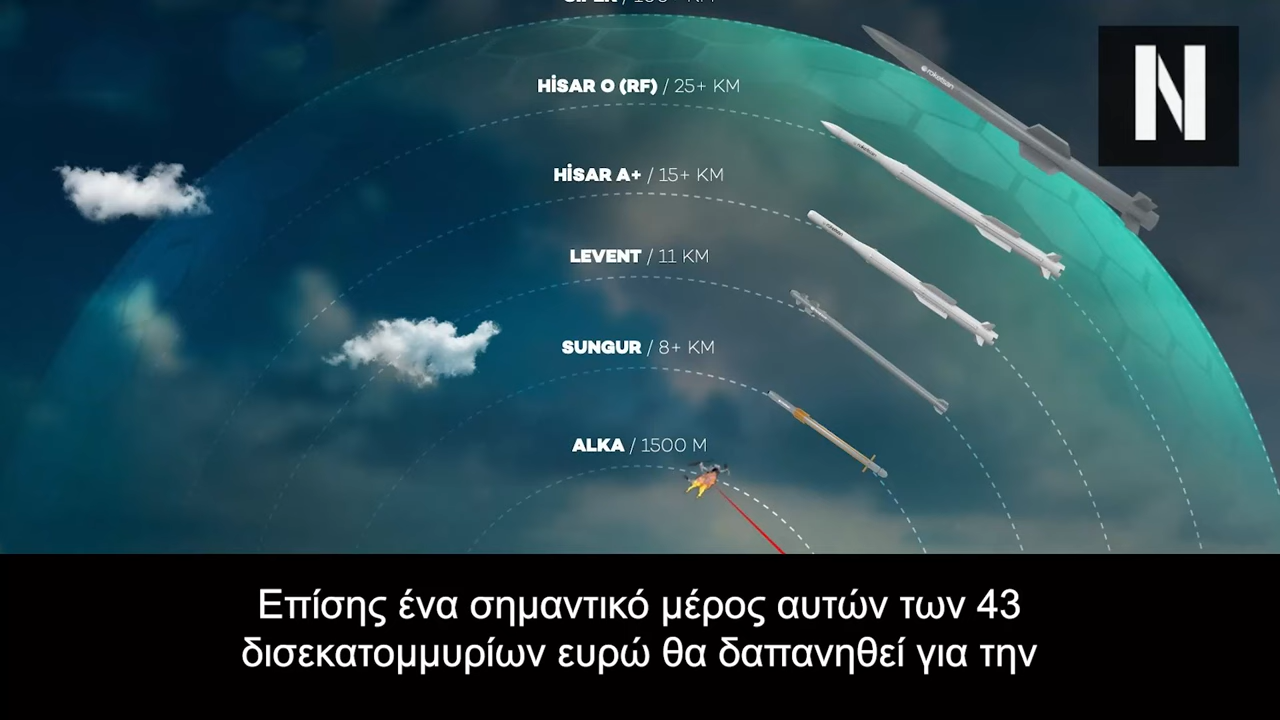 HİSAR O (RF) / 25+ KM
HİSAR A+ / 15+ KM
LEVENT / 11 KM
SUNGUR / 8+ KM
ALKA / 1500 M
roketsan
N
Επίσης ένα σημαντικό μέρος αυτών των 43
δισεκατομμυρίων ευρώ θα δαπανηθεί για την